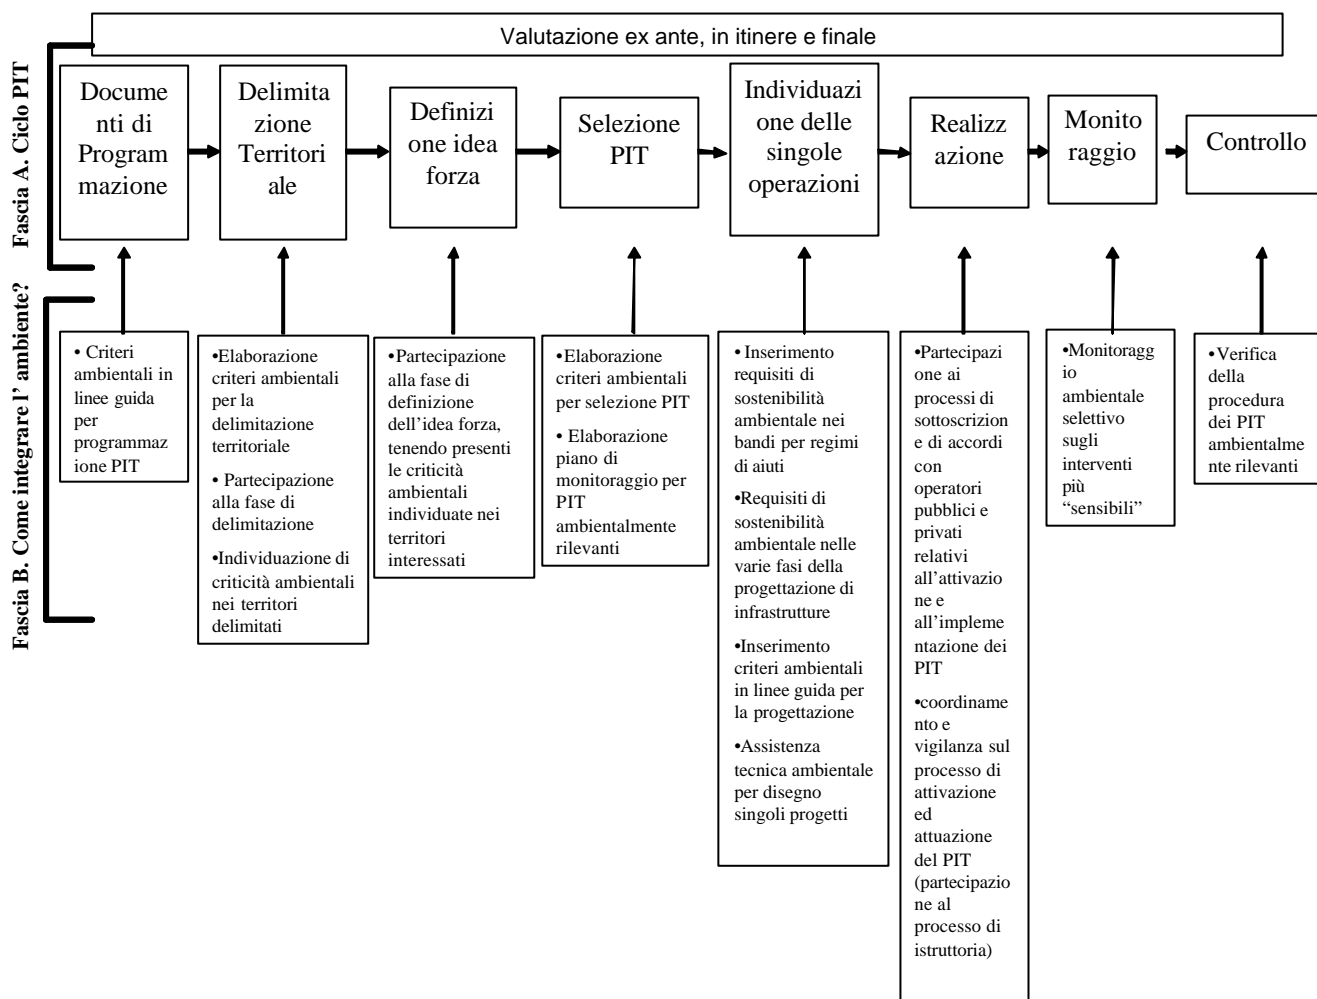 Valutazione ex ante, in itinere e finale
Fascia A. Ciclo PIT
Docume
nti di
Program
mazione
Delimita
zione
Territori
ale
Definizi
one idea
forza
Selezione
PIT
Individuazi
one delle
singole
operazioni
Realizz
azione
Monito
raggio
Controllo
Fascia B. Come integrare l’ ambiente?
• Criteri
ambientali in
linee guida
per
programmaz
ione PIT
•Elaborazione
criteri ambientali
per la
delimitazione
territoriale
• Partecipazione
alla fase di
delimitazione
•Individuazione di
criticità ambientali
nei territori
delimitati
•Partecipazione
alla fase di
definizione
dell’idea forza,
tenendo presenti
le criticità
ambientali
individuate nei
territori
interessati
•Elaborazione
criteri ambientali
per selezione PIT
• Elaborazione
piano di
monitoraggio per
PIT
ambientalmente
rilevanti
• Inserimento
requisiti di
sostenibilità
ambientale nei
bandi per regimi
di aiuti
•Requisiti di
sostenibilità
ambientale nelle
varie fasi della
progettazione di
infrastrutture
•Inserimento
criteri ambientali
in linee guida per
la progettazione
•Assistenza
tecnica ambientale
per disegno
singoli progetti
•Partecipazi
one ai
processi di
sottoscrizion
e di accordi
con
operatori
pubblici e
privati
relativi
all’attivazio
ne e
all’impleme
ntazione dei
PIT
•coordiname
nto e
vigilanza sul
processo di
attivazione
ed
attuazione
del PIT
(partecipazio
ne al
processo di
istruttoria)
•Monitoragg
io
ambientale
selettivo
sugli
interventi
più
“sensibili”
•Verifica
della
procedura
dei PIT
ambientalme
nte rilevanti